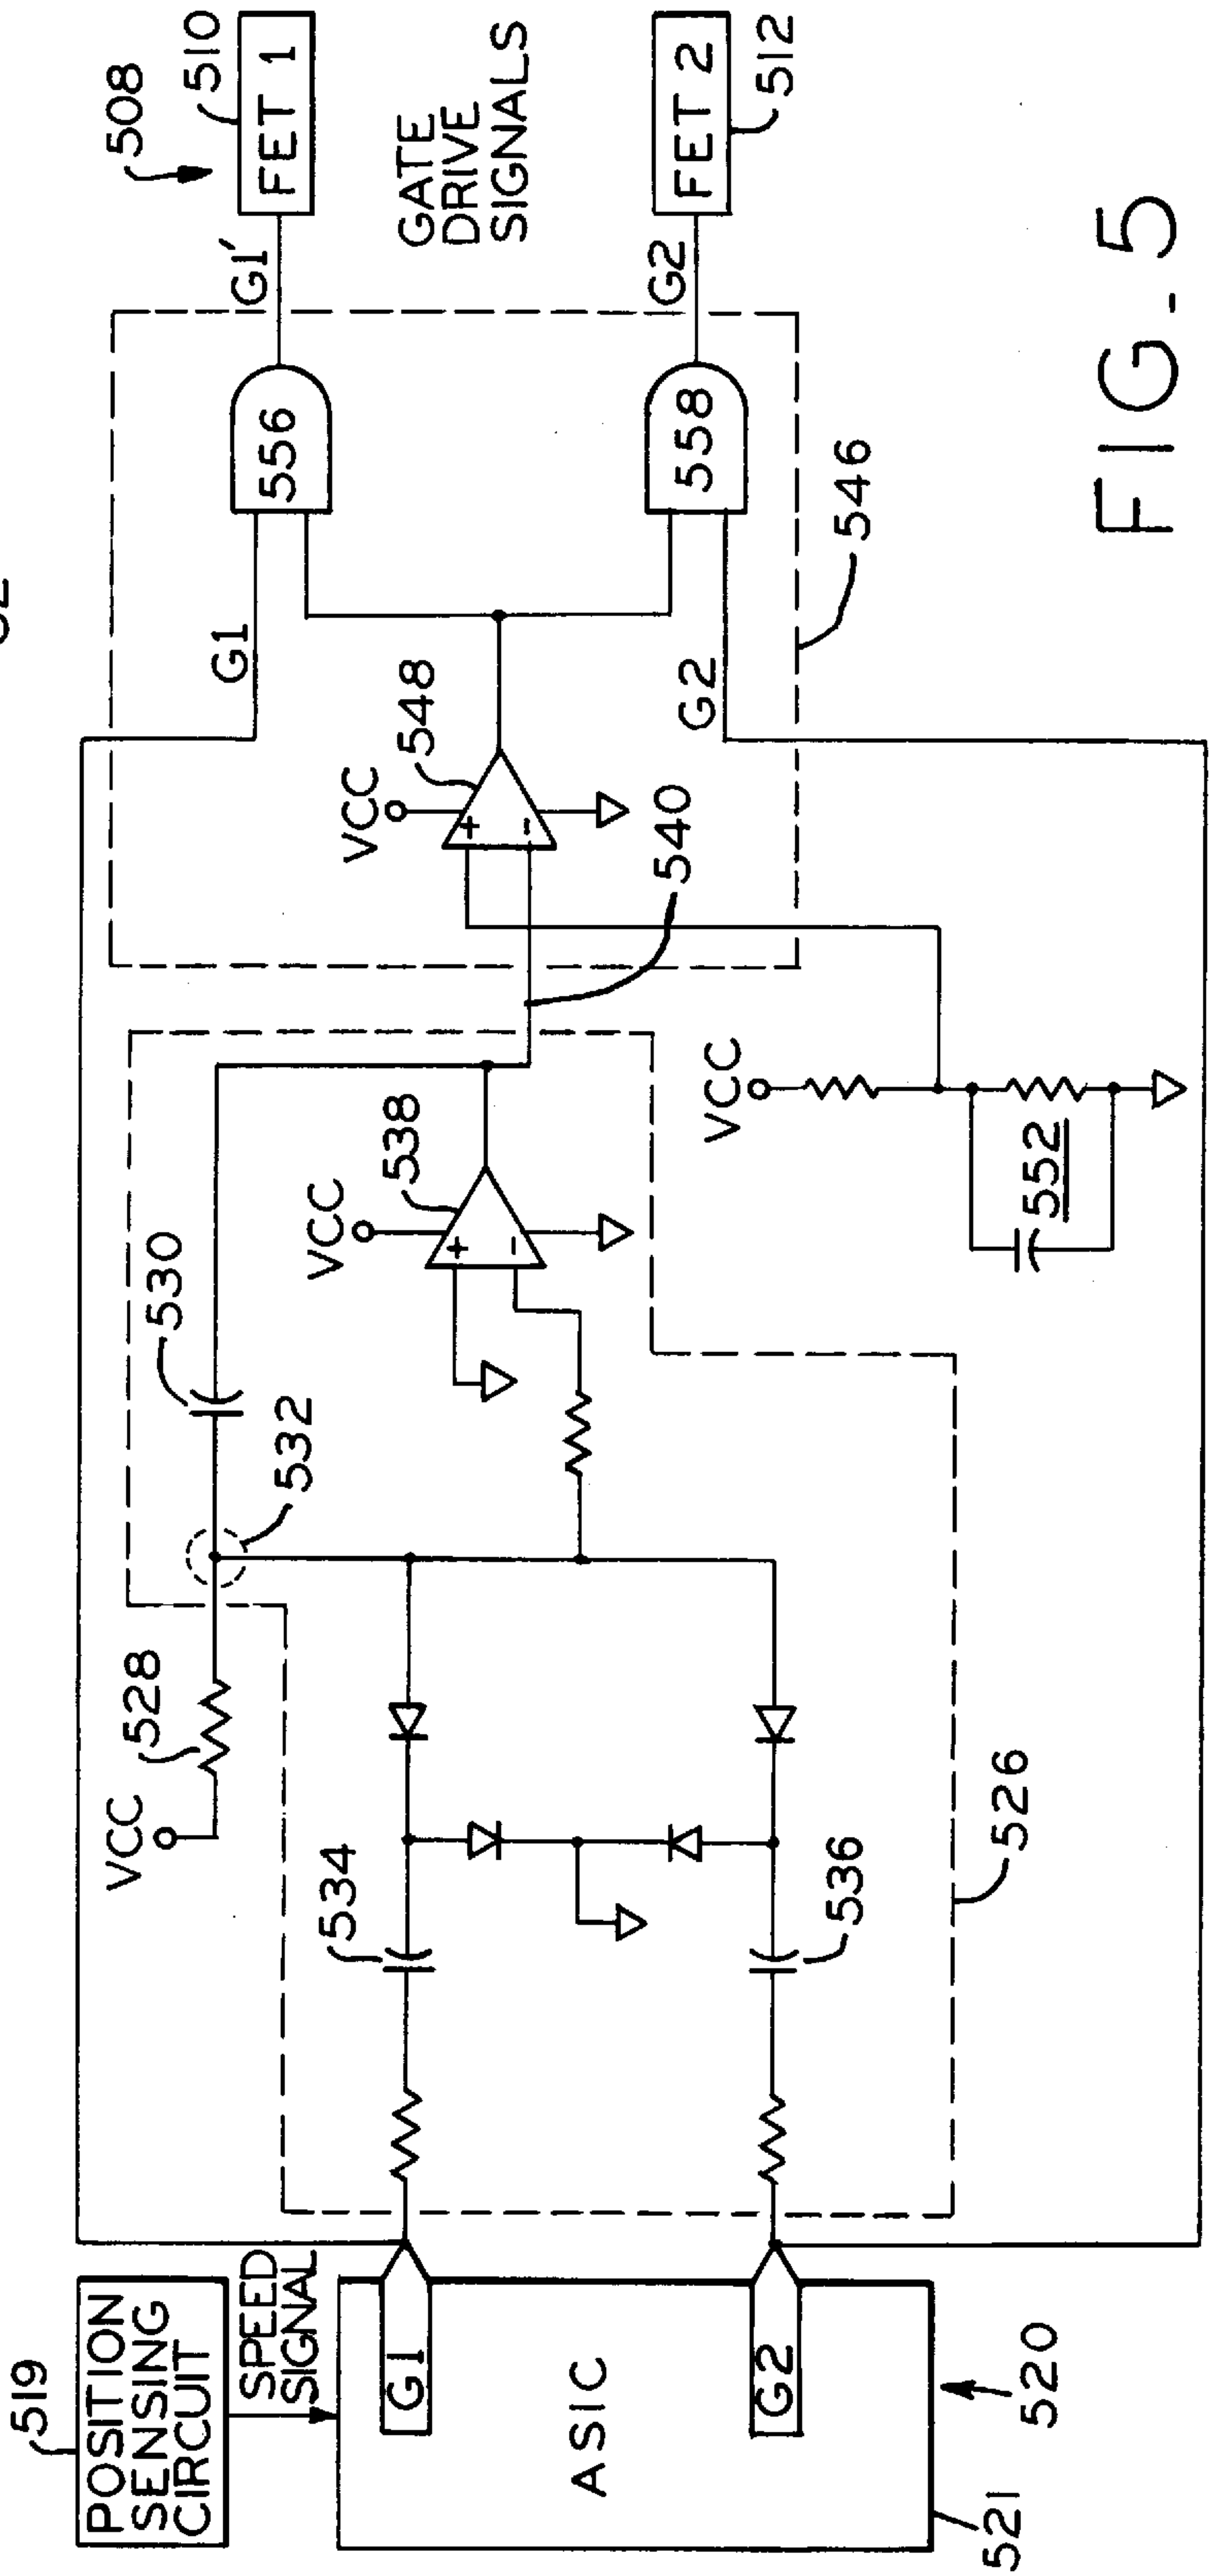 519
POSITION
SENSING
CIRCUIT
SPEED
SIGNAL
G1
ASIC
G2
521
520
VCC
528
534
536
526
532
530
VCC
538
VCC
552
540
VCC
548
G1
G2
546
556
558
G1'
G2
508
510
FET 1
GATE
DRIVE
SIGNALS
FET 2
512
FIG. 5